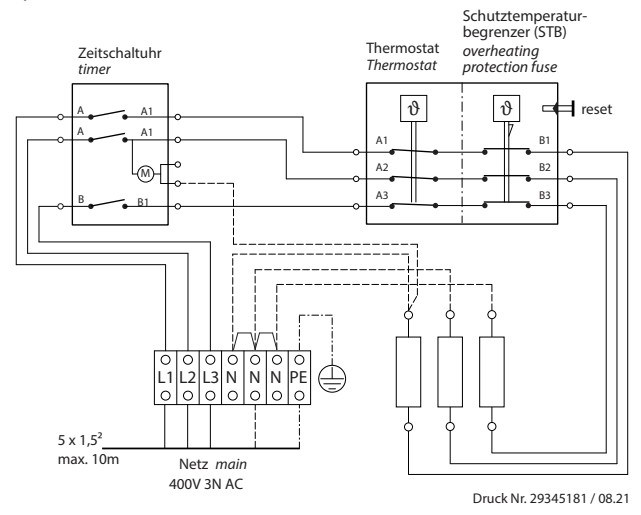 Schutztemperatur-
begrenzer (STB)
overheating
protection fuse
Zeitschaltuhr
timer
Thermostat
Thermostat
ϑ
ϑ
reset
A
A1
A
A1
M
B
B1
A1
A2
A3
B1
B2
B3
L1 L2 L3 N N N PE
5 x 1,5²
max. 10m
Netz main
400V 3N AC
Druck Nr. 29345181 / 08.21